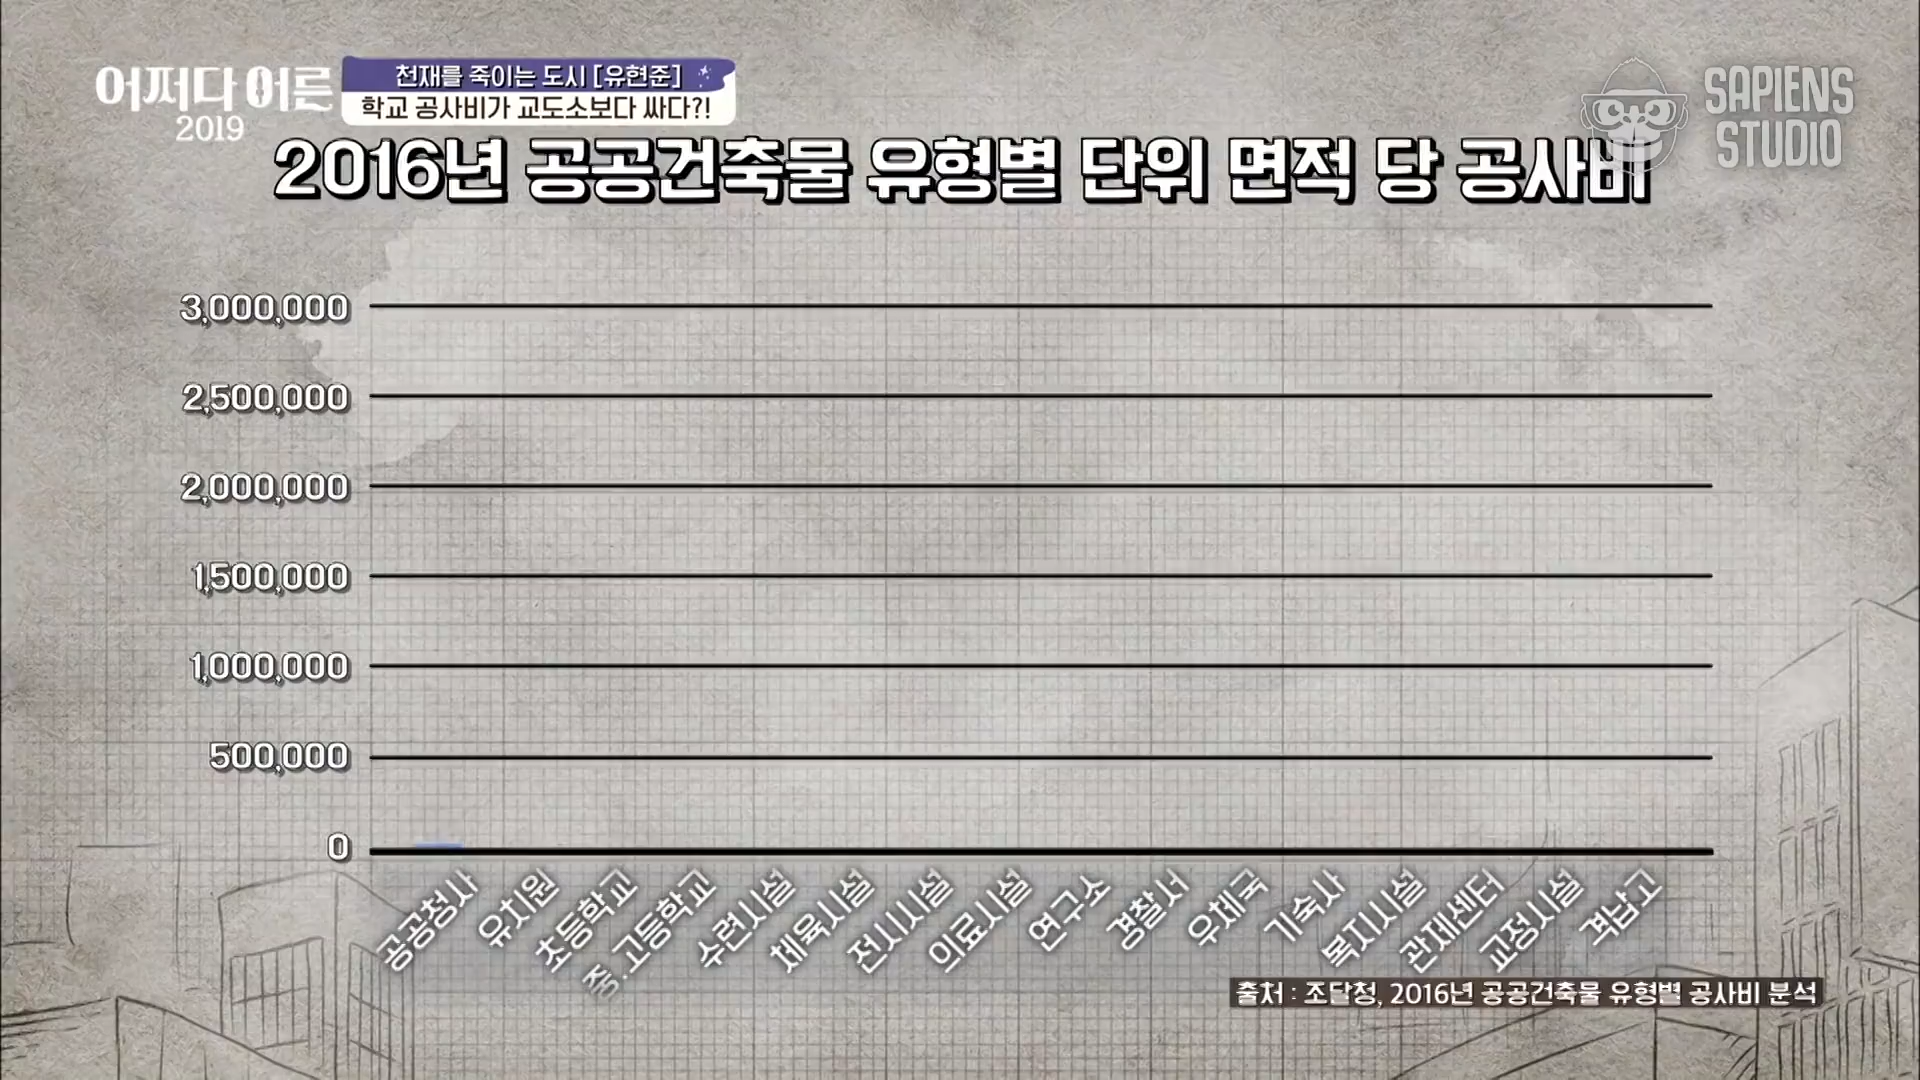 어쩌다 어른
2019
천재를 죽이는 도시 [유현준]
학교 공사비가 교도소보다 싸다?!
SAPIENS
STUDIO
2016년 공공건축물 유형별 단위 면적 당 공사비
3,000,000
2,500,000
2,000,000
1,500,000
1,000,000
500,000
0
공공청사
유치원
초등학교
중.고등학교
수련시설
체육시설
전시시설
의료시설
연구소
경찰서
우체국
기숙사
복지시설
관제센터
교정시설
격납고
출처 : 조달청, 2016년 공공건축물 유형별 공사비 분석